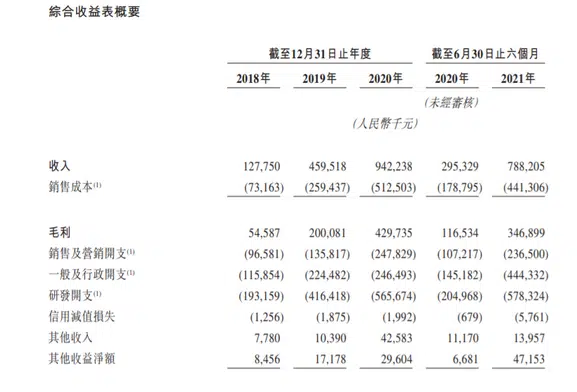 綜合收益表概要
截至12月31日止年度 截至6月30日止六個月
2018年 2019年 2020年 2020年 2021年
(未經審核)
(人民幣千元)
收入 127,750 459,518 942,238 295,329 788,205
銷售成本(1) (73,163) (259,437) (512,503) (178,795) (441,306)
毛利 54,587 200,081 429,735 116,534 346,899
銷售及營銷開支(1) (96,581) (135,817) (247,829) (107,217) (236,500)
一般及行政開支(1) (115,854) (224,482) (246,493) (145,182) (444,332)
研發開支(1) (193,159) (416,418) (565,674) (204,968) (578,324)
信用減值損失 (1,256) (1,875) (1,992) (679) (5,761)
其他收入 7,780 10,390 42,583 11,170 13,957
其他收益淨額 8,456 17,178 29,604 6,681 47,153